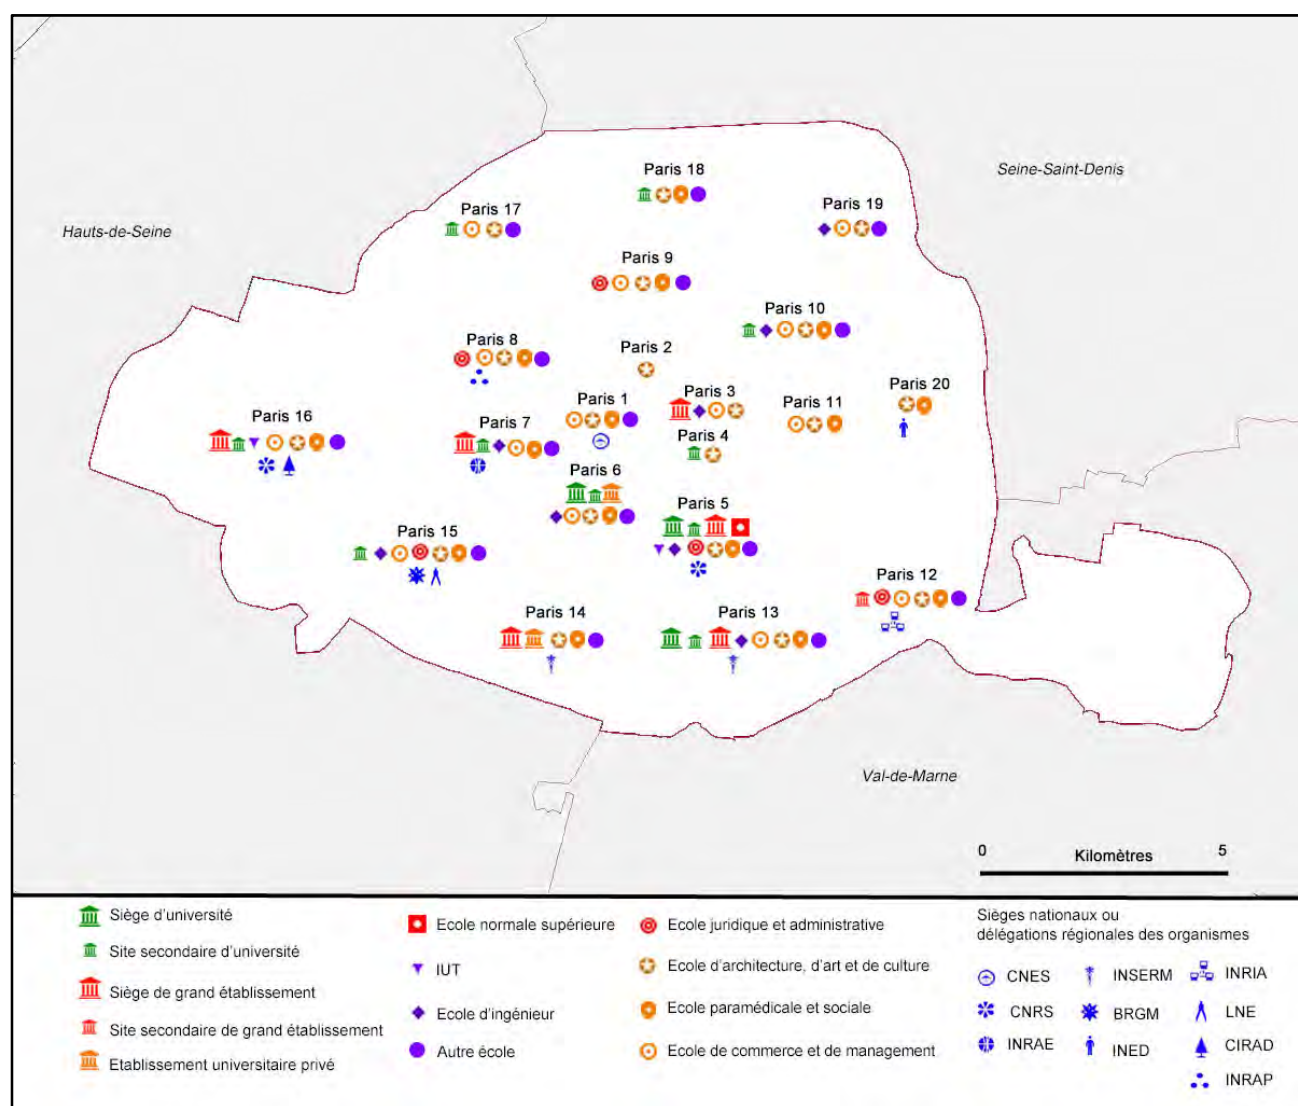 Paris 18
Seine-Saint-Denis
Paris 17
Paris 19
Hauts-de-Seine
Paris 9
Paris 10
Paris 8
Paris 2
Paris 20
Paris 3
Paris 1
Paris 11
Paris 16
Paris 7
Paris 4
Paris 6
Paris 5
Paris 15
Paris 12
Paris 14
Paris 13
Val-de-Marne
0 Kilomètres 5
Siège d'université
Site secondaire d'université
Siège de grand établissement
Site secondaire de grand établissement
Etablissement universitaire privé
Ecole normale supérieure
IUT
Ecole d'ingénieur
Autre école
Ecole juridique et administrative
Ecole d'architecture, d'art et de culture
Ecole paramédicale et sociale
Ecole de commerce et de management
Sièges nationaux ou
délégations régionales des organismes
CNES
INSERM
INRIA
CNRS
BRGM
LNE
INRAE
INED
CIRAD
INRAP